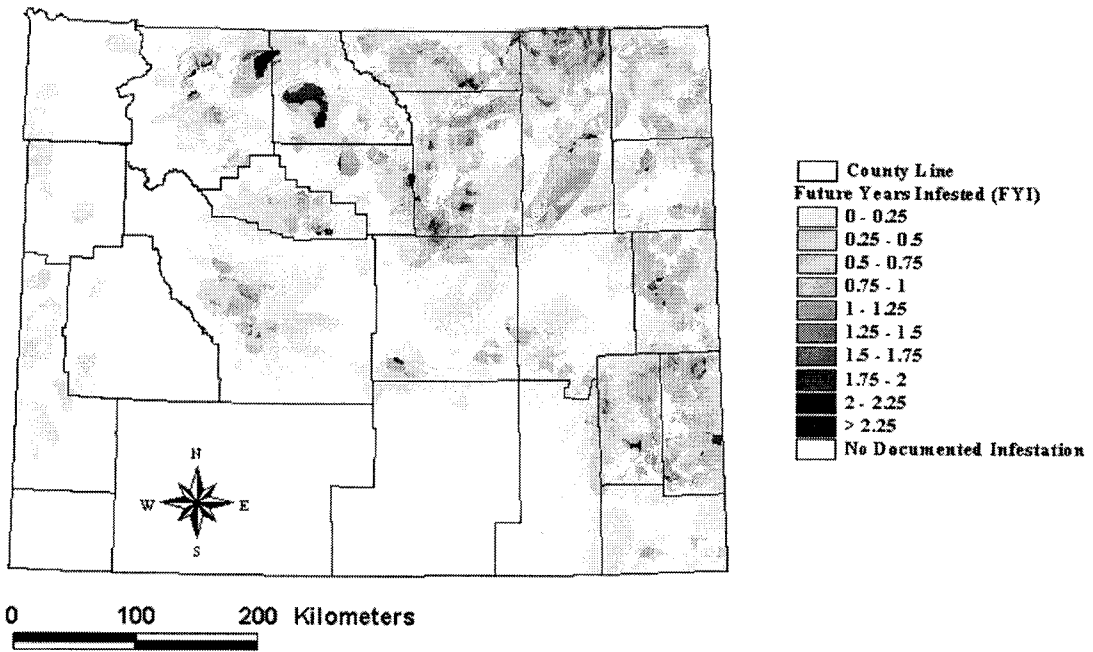 County Line
Future Years Infested (FYI)
0 - 0.25
0.25 - 0.5
0.5 - 0.75
0.75 - 1
1 - 1.25
1.25 - 1.5
1.5 - 1.75
1.75 - 2
2 - 2.25
> 2.25
No Documented Infestation
N
W E
S
0 100 200 Kilometers